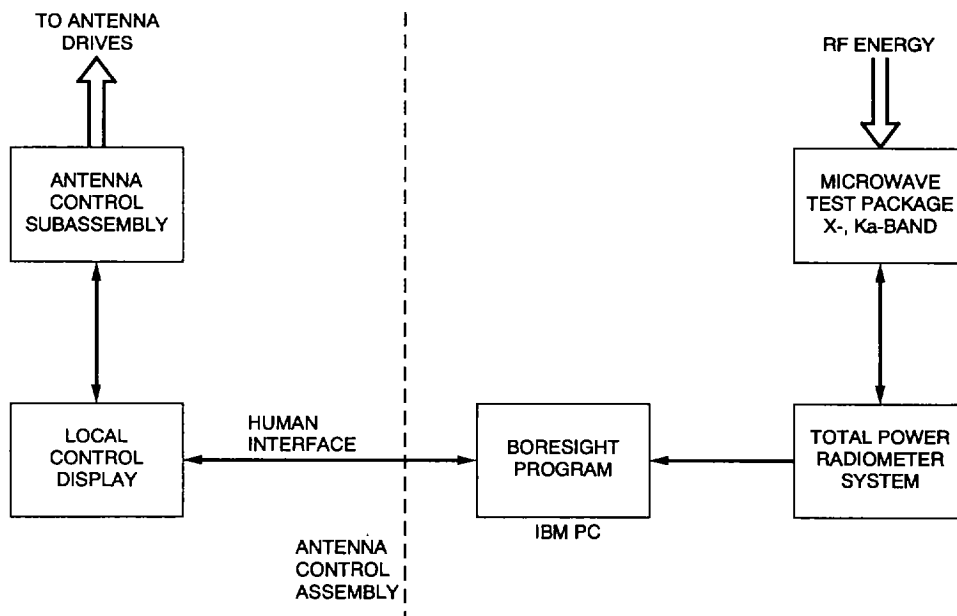 TO ANTENNA
DRIVES
RF ENERGY
ANTENNA
CONTROL
SUBASSEMBLY
MICROWAVE
TEST PACKAGE
X-, Ka-BAND
LOCAL
CONTROL
DISPLAY
HUMAN
INTERFACE
BORESIGHT
PROGRAM
TOTAL POWER
RADIOMETER
SYSTEM
IBM PC
ANTENNA
CONTROL
ASSEMBLY